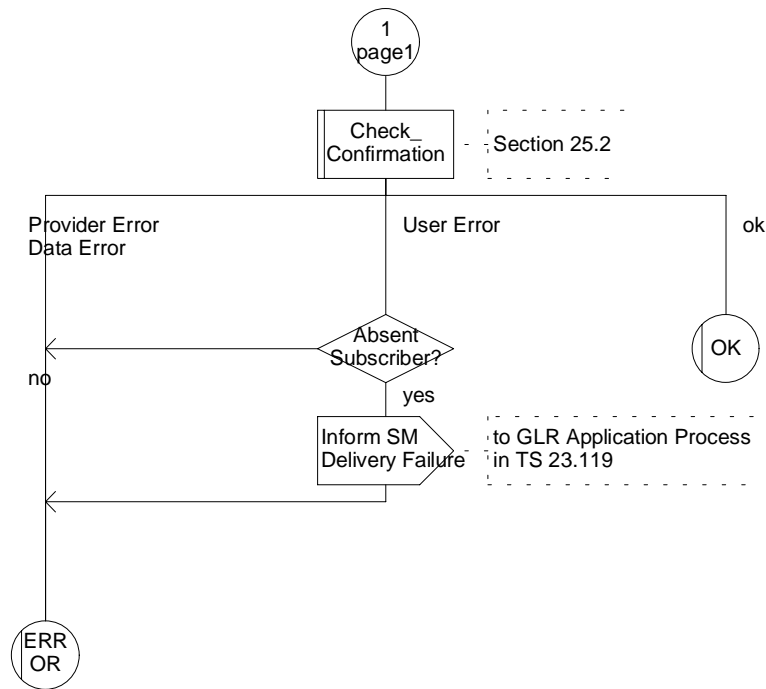 1
page1
Check_
Confirmation
Section 25.2
Provider Error
Data Error
User Error
ok
Absent
Subscriber?
OK
no
yes
Inform SM
Delivery Failure
to GLR Application Process
in TS 23.119
ERR
OR